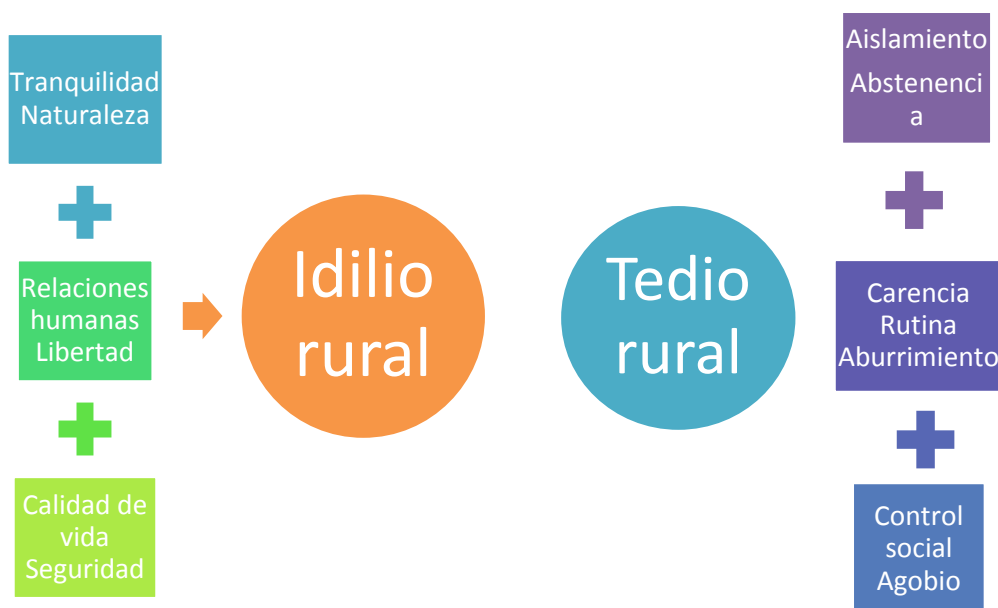 Tranquilidad
Naturaleza
Relaciones
humanas
Libertad
Calidad de
vida
Seguridad
Idilio
rural
Tedio
rural
Aislamiento
Abstenenci
a
Carencia
Rutina
Aburrimiento
Control
social
Agobio